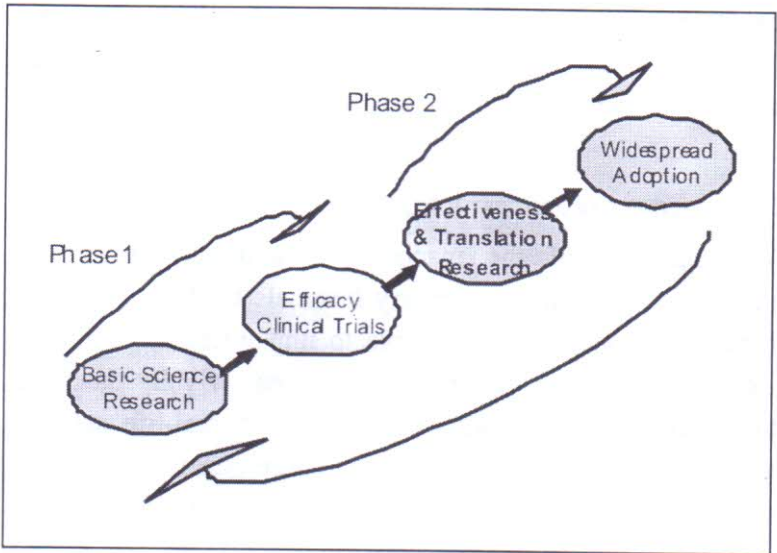 Phase 1
Phase 2
Basic Science
Research
Efficacy
Clinical Trials
Effectiveness
& Translation
Research
Widespread
Adoption